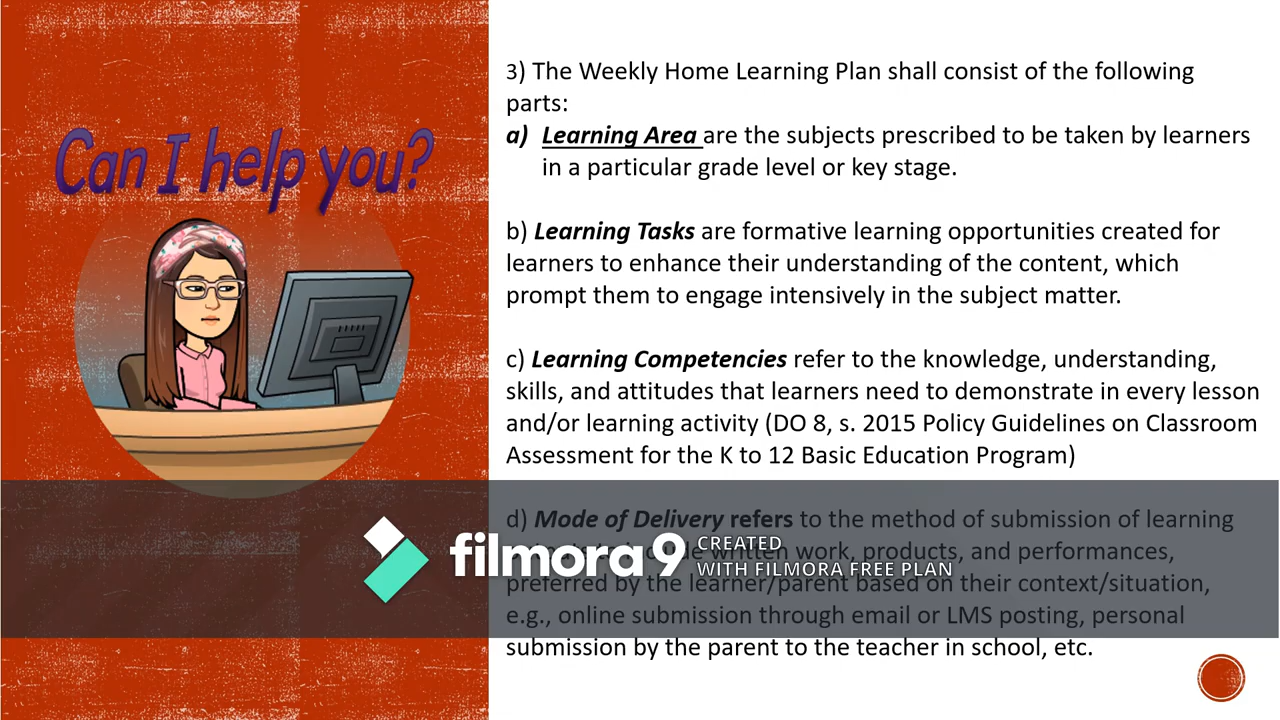 Can I help you?
3) The Weekly Home Learning Plan shall consist of the following
parts:
a) Learning Area are the subjects prescribed to be taken by learners
in a particular grade level or key stage.
b) Learning Tasks are formative learning opportunities created for
learners to enhance their understanding of the content, which
prompt them to engage intensively in the subject matter.
c) Learning Competencies refer to the knowledge, understanding,
skills, and attitudes that learners need to demonstrate in every lesson
and/or learning activity (DO 8, s. 2015 Policy Guidelines on Classroom
Assessment for the K to 12 Basic Education Program)
d) Mode of Delivery refers to the method of submission of learning
written work, products, and performances,
preferred by the learner/parent based on their context/situation,
e.g., online submission through email or LMS posting, personal
submission by the parent to the teacher in school, etc.
filmora9
CREATED
WITH FILMORA FREE PLAN